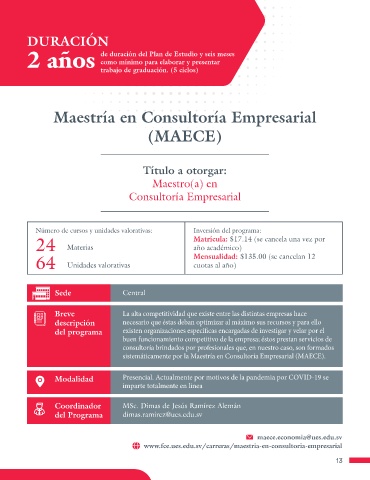 DURACIÓN
2 años
de duración del Plan de Estudio y seis meses
como mínimo para elaborar y presentar
trabajo de graduación. (5 ciclos)
Maestría en Consultoría Empresarial
(MAECE)
Título a otorgar:
Maestro(a) en
Consultoría Empresarial
Número de cursos y unidades valorativas:
24 Materias
64 Unidades valorativas
Inversión del programa:
Matrícula: $17.14 (se cancela una vez por
año académico)
Mensualidad: $135.00 (se cancelan 12
cuotas al año)
Sede
Central
Breve
descripción
del programa
La alta competitividad que existe entre las distintas empresas hace
necesario que éstas deban optimizar al máximo sus recursos y para ello
existen organizaciones específicas encargadas de investigar y velar por el
buen funcionamiento competitivo de la empresa; éstos prestan servicios de
consultoría brindados por profesionales que, en nuestro caso, son formados
sistemáticamente por la Maestría en Consultoría Empresarial (MAECE).
Modalidad
Presencial. Actualmente por motivos de la pandemia por COVID-19 se
imparte totalmente en línea
Coordinador
del Programa
MSc. Dimas de Jesús Ramírez Alemán
dimas.ramirez@ues.edu.sv
maece.economia@ues.edu.sv
www.fce.ues.edu.sv/carreras/maestria-en-consultoria-empresarial
13